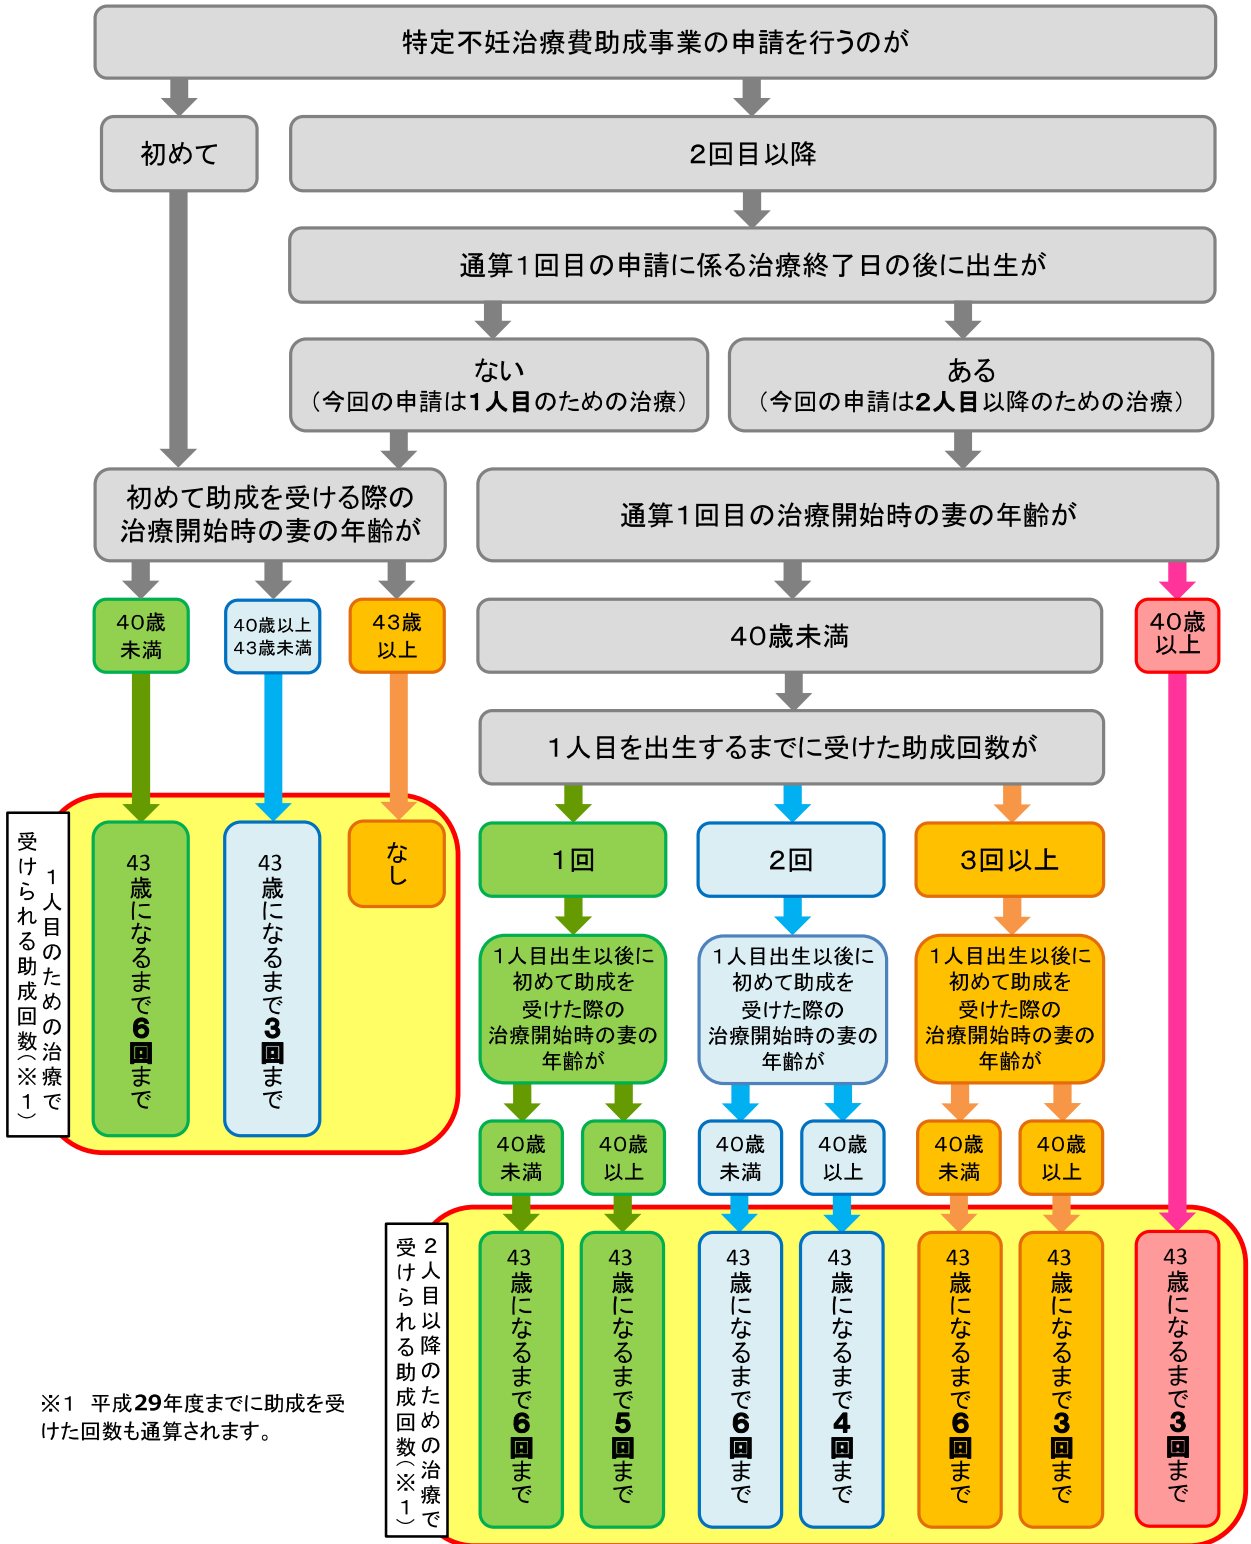 特定不妊治療費助成事業の申請を行うのが
初めて
２回目以降
通算１回目の申請に係る治療終了日の後に出生が
ない
（今回の申請は１人目のための治療）
ある
（今回の申請は２人目以降のための治療）
初めて助成を受ける際の
治療開始時の妻の年齢が
通算１回目の治療開始時の妻の年齢が
４０歳
未満
４０歳以上
４３歳未満
４３歳
以上
４０歳未満
４０歳
以上
１人目を出生するまでに受けた助成回数が
１人目のための治療で
受けられる助成回数（※１）
43歳になるまで６回まで
43歳になるまで３回まで
なし
１回
２回
３回以上
１人目出生以後に
初めて助成を
受けた際の
治療開始時の妻の
年齢が
１人目出生以後に
初めて助成を
受けた際の
治療開始時の妻の
年齢が
１人目出生以後に
初めて助成を
受けた際の
治療開始時の妻の
年齢が
４０歳
未満
４０歳
以上
４０歳
未満
４０歳
以上
４０歳
未満
４０歳
以上
２人目以降のための治療で
受けられる助成回数（※１）
43歳になるまで６回まで
43歳になるまで５回まで
43歳になるまで６回まで
43歳になるまで４回まで
43歳になるまで６回まで
43歳になるまで３回まで
43歳になるまで３回まで
※１　平成29年度までに助成を受
けた回数も通算されます。